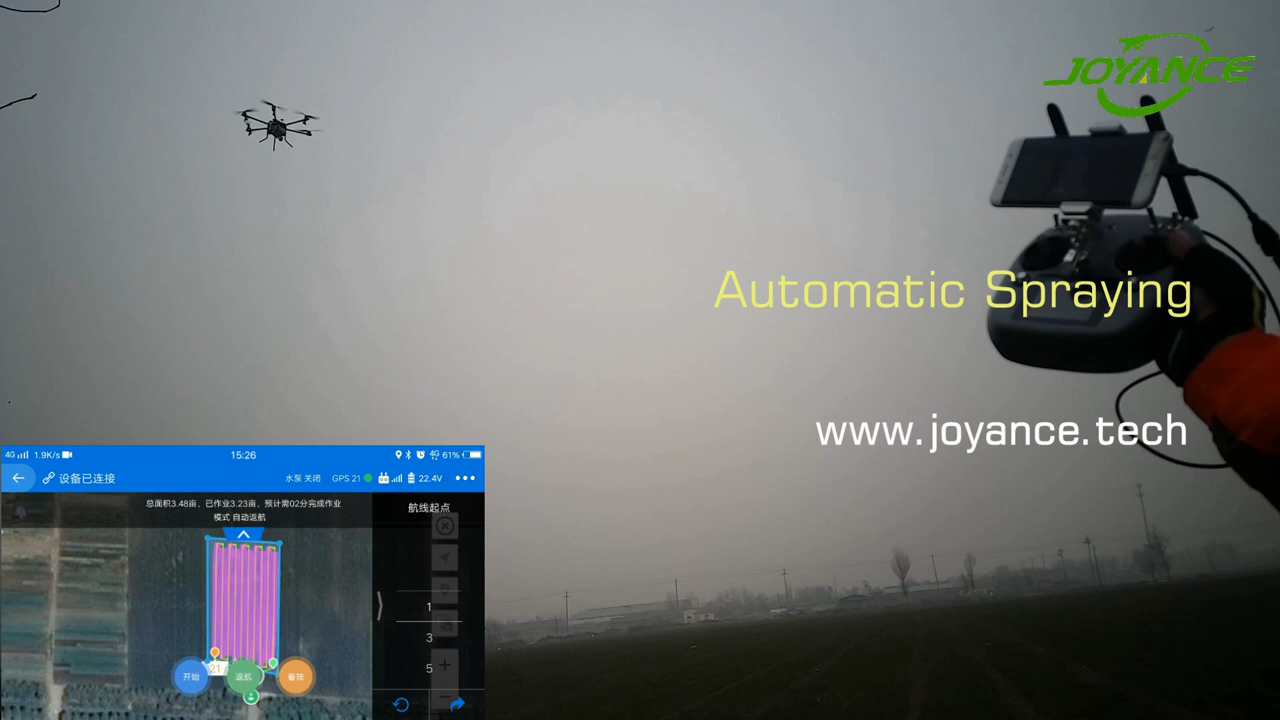 JOYANCE
Automatic Spraying
www.joyance.tech
4G 1.9K/s 15:26 4G 61%
设备已连接 水泵 关闭 GPS 21 22.4V
总面积3.48亩，已作业3.23亩，预计需02分完成作业
模式 自动返航
航线起点
1
3
5
21
开始 返航 着陆